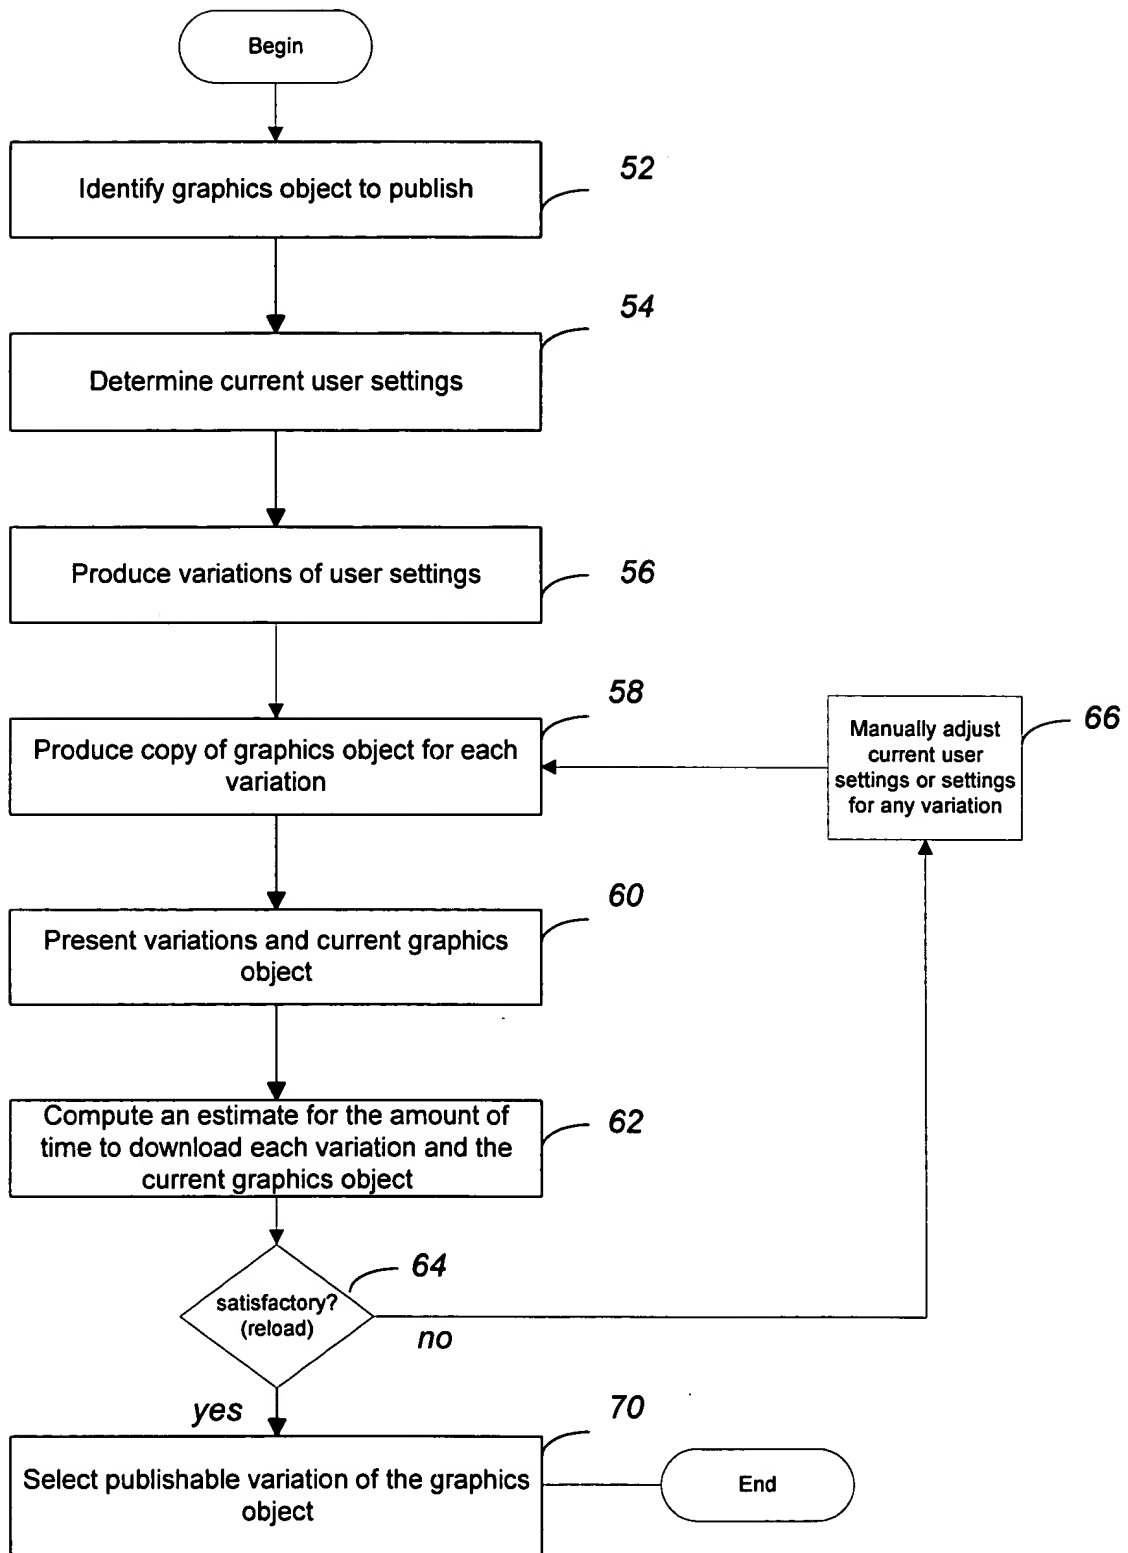 Begin
Identify graphics object to publish
52
54
Determine current user settings
Produce variations of user settings
56
58
Produce copy of graphics object for each
variation
Manually adjust
current user
settings or settings
for any variation
66
60
Present variations and current graphics
object
Compute an estimate for the amount of
time to download each variation and the
current graphics object
62
64
satisfactory?
(reload)
no
yes
70
Select publishable variation of the graphics
object
End